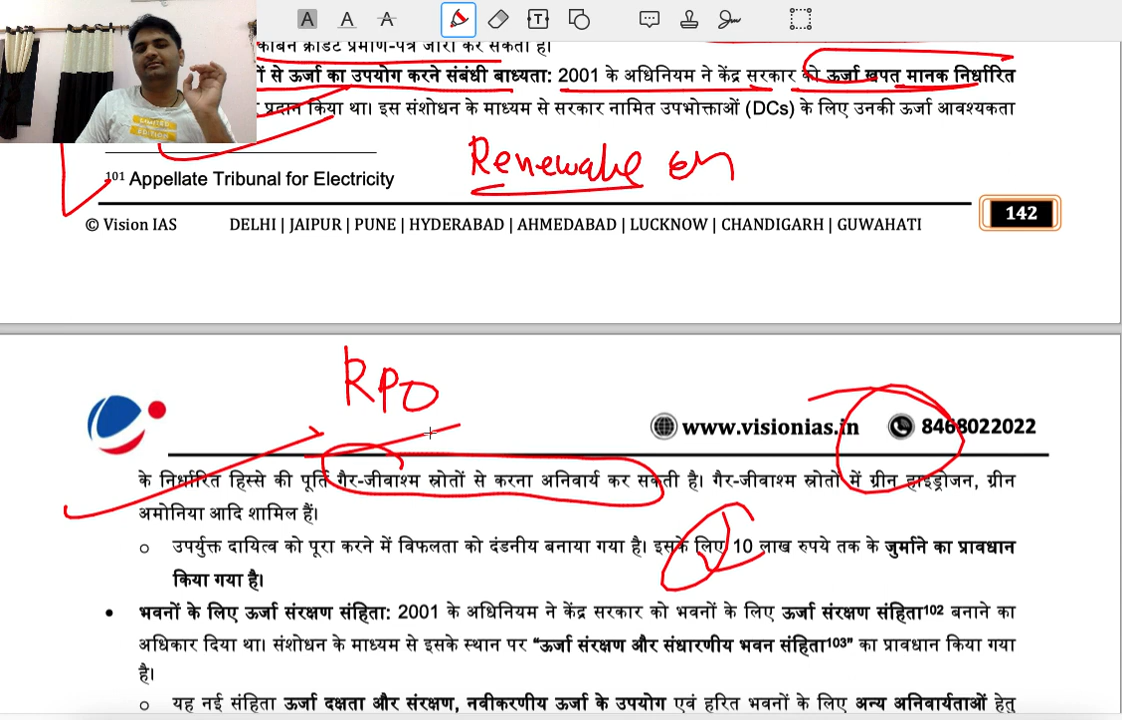 LIMITED
EDITION
कार्बन क्रेडिट प्रमाण-पत्र जारी कर सकती है।
से ऊर्जा का उपयोग करने संबंधी बाध्यता: 2001 के अधिनियम ने केंद्र सरकार को ऊर्जा खपत मानक निर्धारित
प्रदान किया था। इस संशोधन के माध्यम से सरकार नामित उपभोक्ताओं (DCs) के लिए उनकी ऊर्जा आवश्यकता
101 Appellate Tribunal for Electricity
© Vision IAS DELHI | JAIPUR | PUNE | HYDERABAD | AHMEDABAD | LUCKNOW | CHANDIGARH | GUWAHATI 142
RPO
www.visionias.in 8468022022
के निर्धारित हिस्से की पूर्ति गैर-जीवाश्म स्रोतों से करना अनिवार्य कर सकती है। गैर-जीवाश्म स्रोतों में ग्रीन हाइड्रोजन, ग्रीन
अमोनिया आदि शामिल हैं।
o उपर्युक्त दायित्व को पूरा करने में विफलता को दंडनीय बनाया गया है। इसके लिए 10 लाख रुपये तक के जुर्माने का प्रावधान
किया गया है।
• भवनों के लिए ऊर्जा संरक्षण संहिता: 2001 के अधिनियम ने केंद्र सरकार को भवनों के लिए ऊर्जा संरक्षण संहिता102 बनाने का
अधिकार दिया था। संशोधन के माध्यम से इसके स्थान पर "ऊर्जा संरक्षण और संधारणीय भवन संहिता103" का प्रावधान किया गया
है।
o यह नई संहिता ऊर्जा दक्षता और संरक्षण, नवीकरणीय ऊर्जा के उपयोग एवं हरित भवनों के लिए अन्य अनिवार्यताओं हेतु